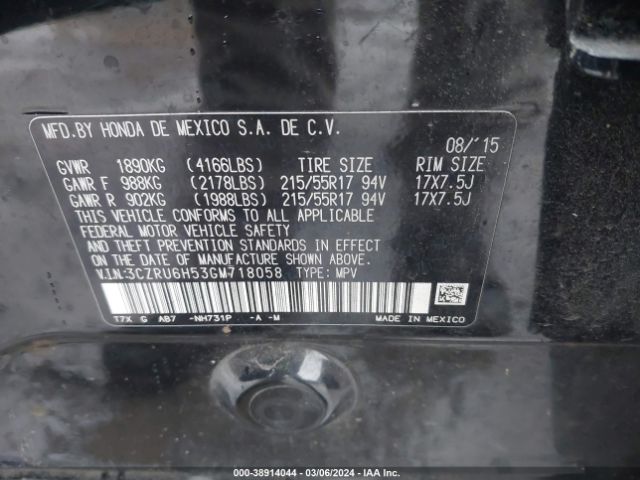 MFD.BY HONDA DE MEXICO S.A. DE C.V.
08/'15
GVWR 1890KG (4166LBS) TIRE SIZE RIM SIZE
GAWR F 988KG (2178LBS) 215/55R17 94V 17X7.5J
GAWR R 902KG (1988LBS) 215/55R17 94V 17X7.5J
THIS VEHICLE CONFORMS TO ALL APPLICABLE
FEDERAL MOTOR VEHICLE SAFETY
AND THEFT PREVENTION STANDARDS IN EFFECT
ON THE DATE OF MANUFACTURE SHOWN ABOVE.
V.I.N:3CZRU6H53GM718058 TYPE: MPV
T7X G AB7 -NH731P -A -M MADE IN MEXICO
000-38914044 — 03/06/2024 — IAA Inc.